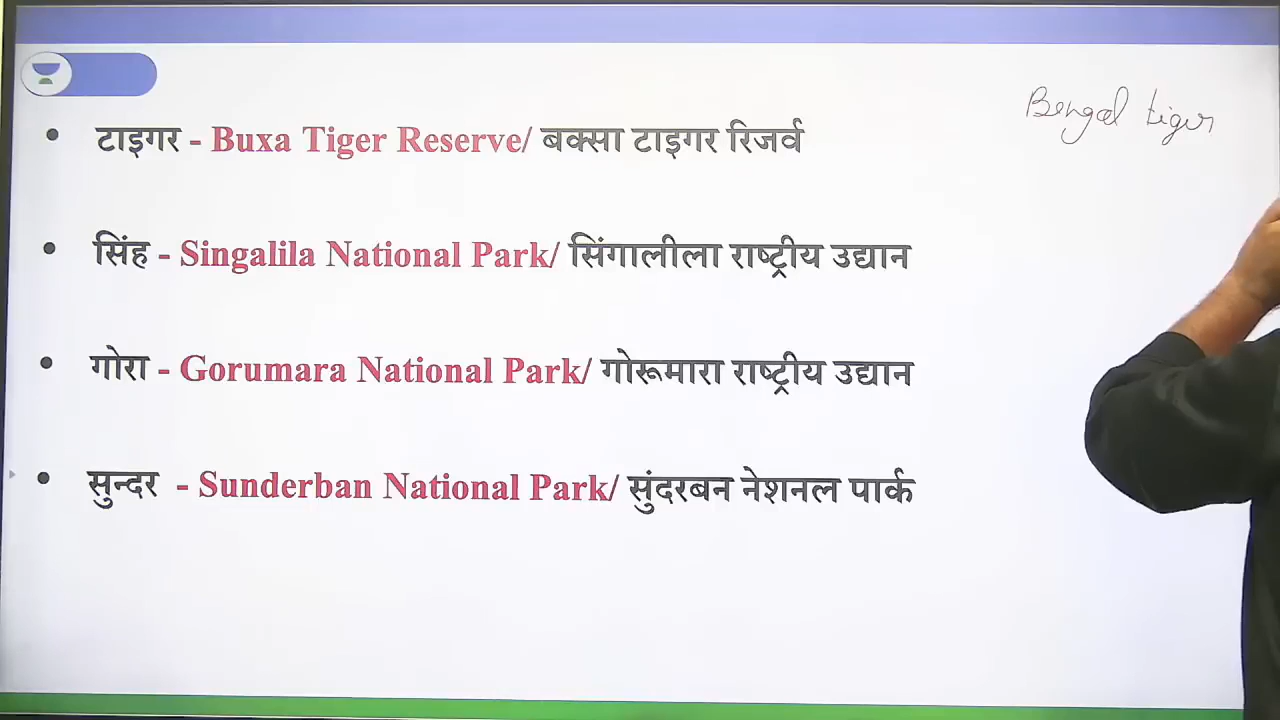 Bengal tiger
• टाइगर - Buxa Tiger Reserve/ बक्सा टाइगर रिजर्व
• सिंह - Singalila National Park/ सिंगालीला राष्ट्रीय उद्यान
• गोरा - Gorumara National Park/ गोरूमारा राष्ट्रीय उद्यान
• सुन्दर - Sunderban National Park/ सुंदरबन नेशनल पार्क